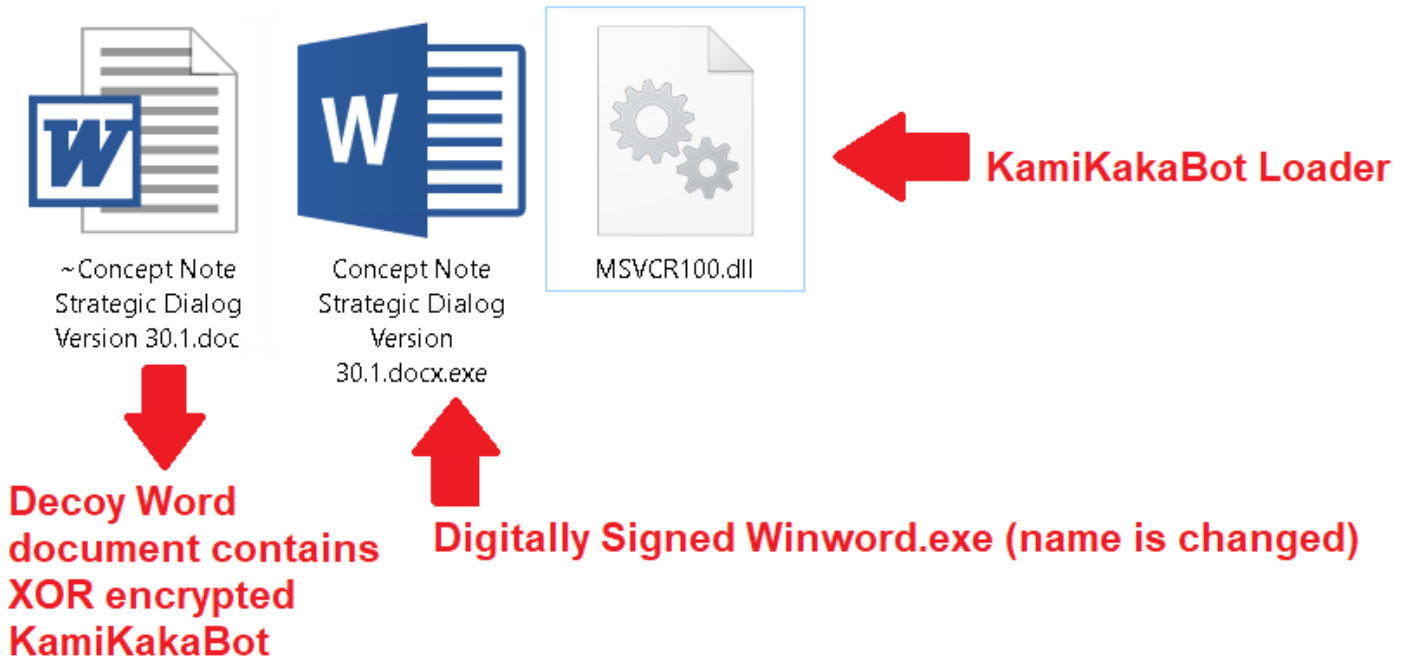 W
W
~Concept Note
Strategic Dialog
Version 30.1.doc
Concept Note
Strategic Dialog
Version
30.1.docx.exe
MSVCR100.dll
KamiKakaBot Loader
Decoy Word
document contains
XOR encrypted
KamiKakaBot
Digitally Signed Winword.exe (name is changed)